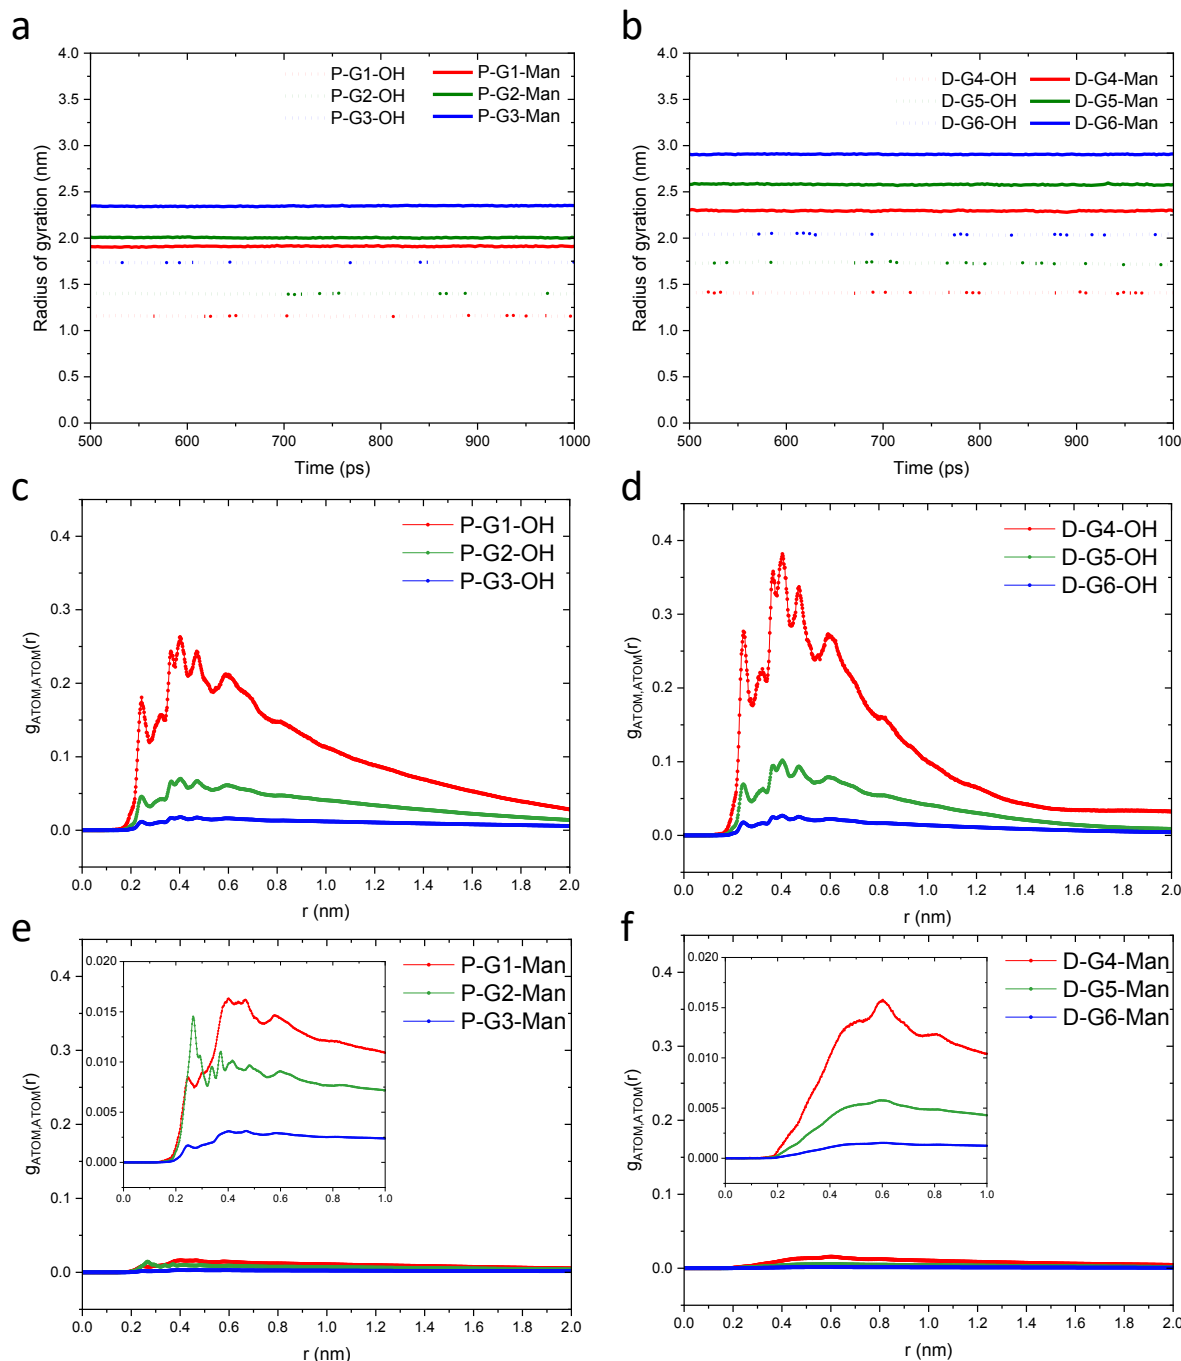 a
4.0
3.5
3.0
2.5
2.0
1.5
1.0
0.5
0.0
Radius of gyration (nm)
P-G1-OH P-G1-Man
P-G2-OH P-G2-Man
P-G3-OH P-G3-Man
500 600 700 800 900 1000
Time (ps)
b
4.0
3.5
3.0
2.5
2.0
1.5
1.0
0.5
0.0
Radius of gyration (nm)
D-G4-OH D-G4-Man
D-G5-OH D-G5-Man
D-G6-OH D-G6-Man
500 600 700 800 900 100
Time (ps)
c
0.4
0.3
0.2
0.1
0.0
gATOM,ATOM(r)
P-G1-OH
P-G2-OH
P-G3-OH
0.0 0.2 0.4 0.6 0.8 1.0 1.2 1.4 1.6 1.8 2.0
r (nm)
d
0.4
0.3
0.2
0.1
0.0
gATOM,ATOM(r)
D-G4-OH
D-G5-OH
D-G6-OH
0.0 0.2 0.4 0.6 0.8 1.0 1.2 1.4 1.6 1.8 2.0
r (nm)
e
0.4
0.3
0.2
0.1
0.0
gATOM,ATOM(r)
P-G1-Man
P-G2-Man
P-G3-Man
0.020
0.015
0.010
0.005
0.000
0.0 0.2 0.4 0.6 0.8 1.0
0.0 0.2 0.4 0.6 0.8 1.0 1.2 1.4 1.6 1.8 2.0
r (nm)
f
0.4
0.3
0.2
0.1
0.0
gATOM,ATOM(r)
D-G4-Man
D-G5-Man
D-G6-Man
0.020
0.015
0.010
0.005
0.000
0.0 0.2 0.4 0.6 0.8 1.0
0.0 0.2 0.4 0.6 0.8 1.0 1.2 1.4 1.6 1.8 2.0
r (nm)